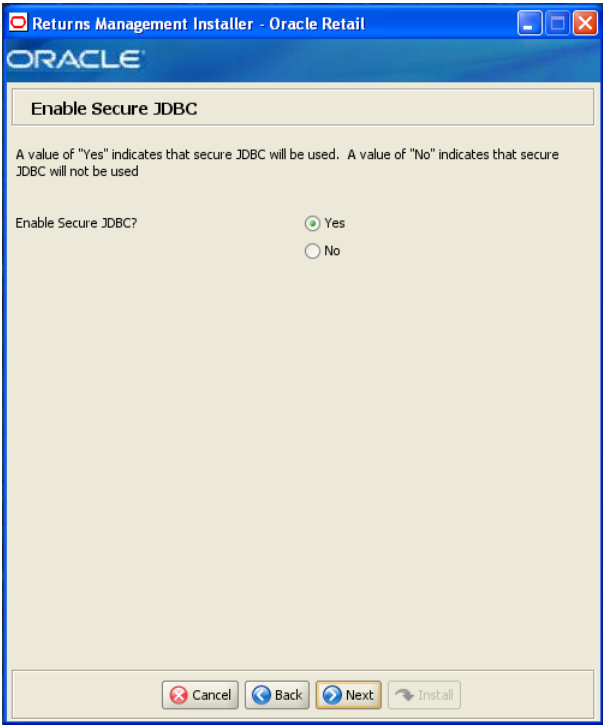 Returns Management Installer - Oracle Retail
ORACLE
Enable Secure JDBC
A value of "Yes" indicates that secure JDBC will be used. A value of "No" indicates that secure
JDBC will not be used
Enable Secure JDBC?
Yes
No
Cancel
Back
Next
Install